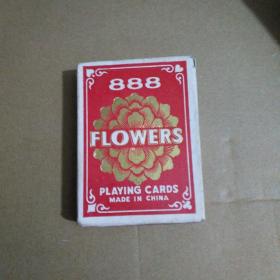 888
FLOWERS
PLAYING CARDS
MADE IN CHINA